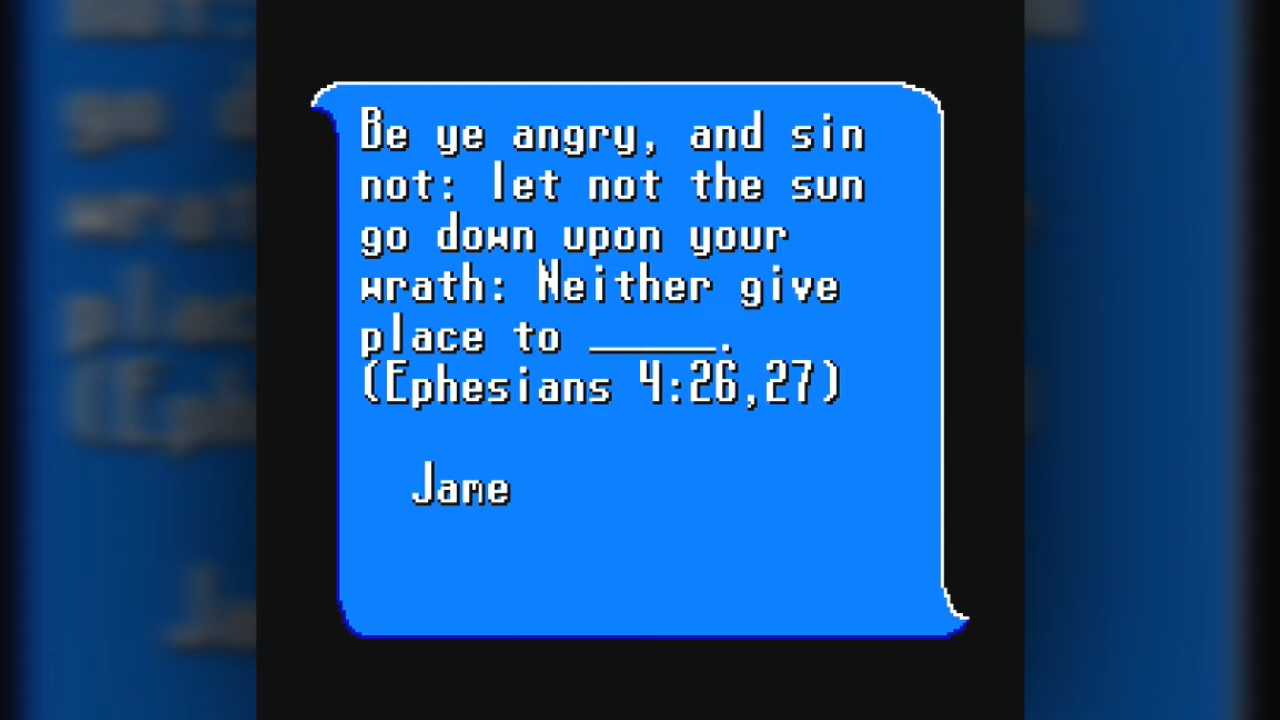 Be ye angry, and sin
not: let not the sun
go down upon your
wrath: Neither give
place to _____.
(Ephesians 4:26,27)
Jame